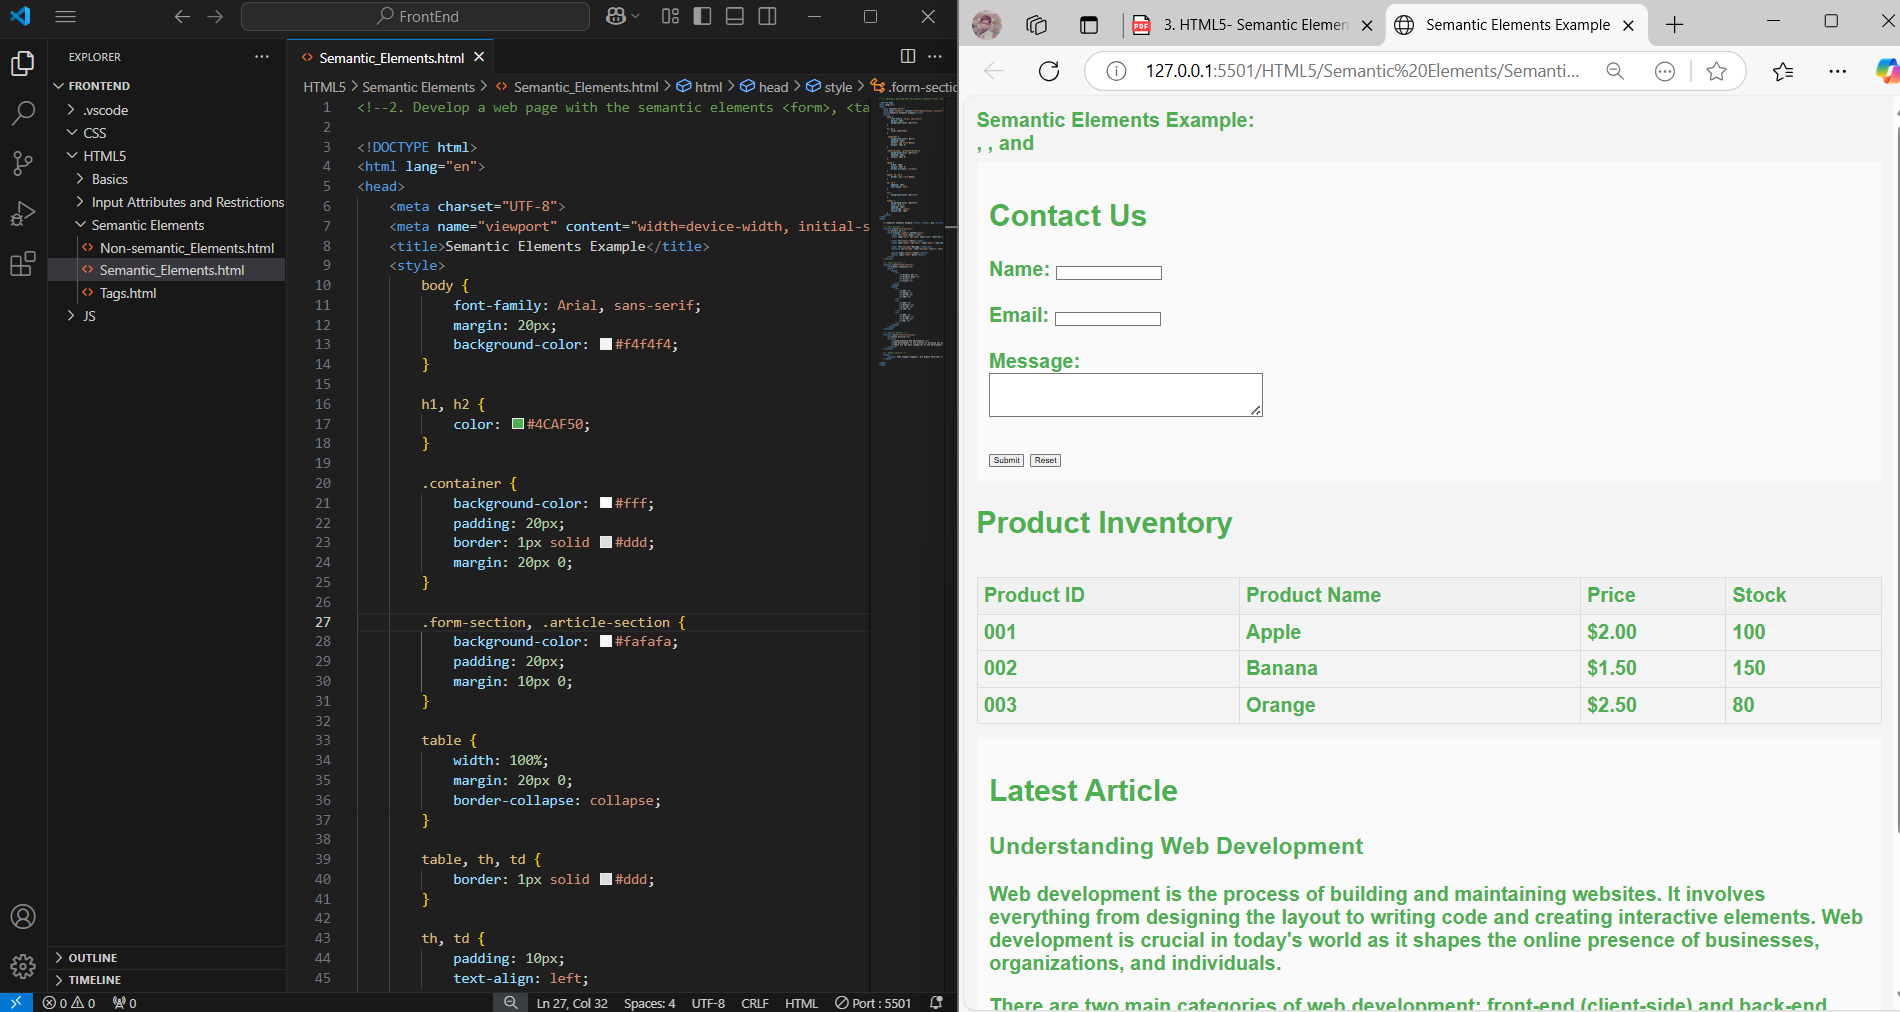 FrontEnd
EXPLORER
FRONTEND
.vscode
CSS
HTML5
Basics
Input Attributes and Restrictions
Semantic Elements
Non-semantic_Elements.html
Semantic_Elements.html
Tags.html
JS
OUTLINE
TIMELINE
Semantic_Elements.html
HTML5 > Semantic Elements > Semantic_Elements.html > html > head > style > .form-sectic
1 <!--2. Develop a web page with the semantic elements <form>, <ta
2
3 <!DOCTYPE html>
4 <html lang="en">
5 <head>
6 <meta charset="UTF-8">
7 <meta name="viewport" content="width=device-width, initial-s
8 <title>Semantic Elements Example</title>
9 <style>
10 body {
11 font-family: Arial, sans-serif;
12 margin: 20px;
13 background-color: #f4f4f4;
14 }
15
16 h1, h2 {
17 color: #4CAF50;
18 }
19
20 .container {
21 background-color: #fff;
22 padding: 20px;
23 border: 1px solid #ddd;
24 margin: 20px 0;
25 }
26
27 .form-section, .article-section {
28 background-color: #fafafa;
29 padding: 20px;
30 margin: 10px 0;
31 }
32
33 table {
34 width: 100%;
35 margin: 20px 0;
36 border-collapse: collapse;
37 }
38
39 table, th, td {
40 border: 1px solid #ddd;
41 }
42
43 th, td {
44 padding: 10px;
45 text-align: left;
0 0 0 Ln 27, Col 32 Spaces: 4 UTF-8 CRLF HTML Port : 5501
PDF 3. HTML5- Semantic Elemen
Semantic Elements Example
127.0.0.1:5501/HTML5/Semantic%20Elements/Semanti...
Semantic Elements Example:
, , and
Contact Us
Name:
Email:
Message:
Submit Reset
Product Inventory
Product ID Product Name Price Stock
001 Apple $2.00 100
002 Banana $1.50 150
003 Orange $2.50 80
Latest Article
Understanding Web Development
Web development is the process of building and maintaining websites. It involves
everything from designing the layout to writing code and creating interactive elements. Web
development is crucial in today's world as it shapes the online presence of businesses,
organizations, and individuals.
There are two main categories of web development: front-end (client-side) and back-end